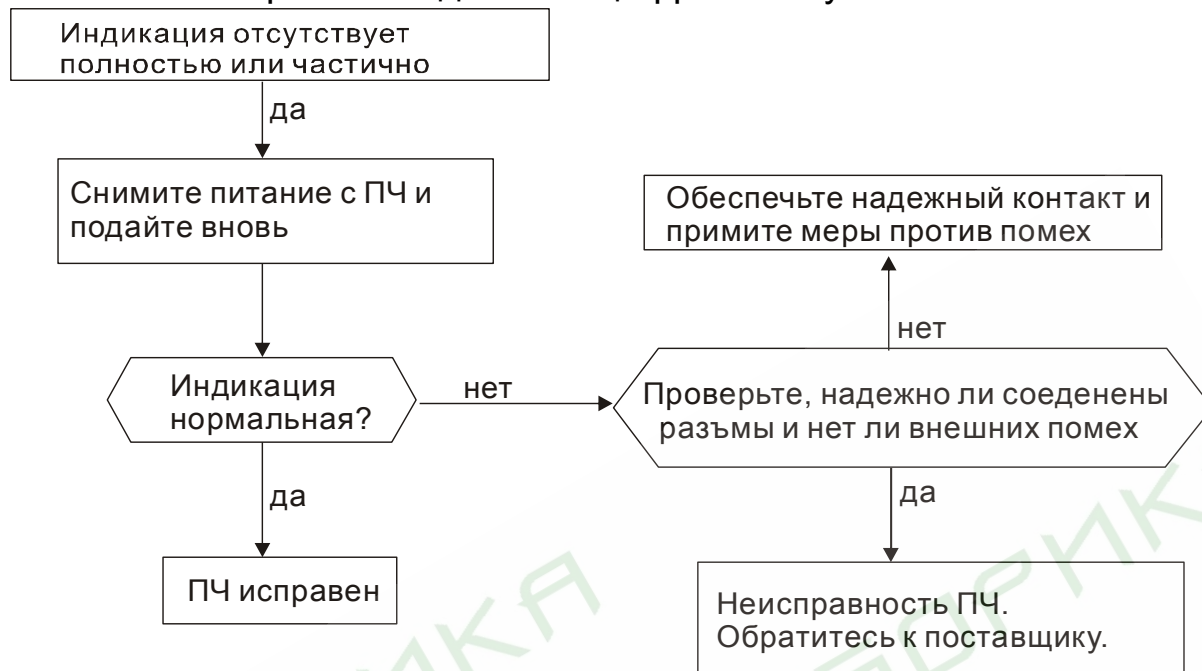 Индикация отсутствует
полностью или частично
да
Снимите питание с ПЧ и
подайте вновь
Индикация
нормальная?
нет
да
ПЧ исправен
Обеспечьте надежный контакт и
примите меры против помех
нет
Проверьте, надежно ли соеденены
разъмы и нет ли внешних помех
да
Неисправность ПЧ.
Обратитесь к поставщику.